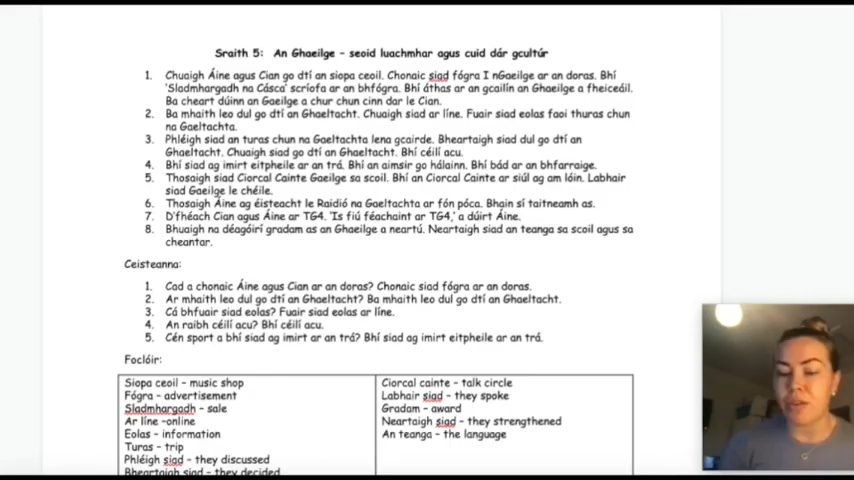 Sraith 5: An Ghaeilge – seoid luachmhar agus cuid dár gcultúr
1. Chuaigh Áine agus Cian go dtí an siopa ceoil. Chonaic siad fógra I nGaeilge ar an doras. Bhí
'Sladmhargadh na Cásca' scríofa ar an bhfógra. Bhí áthas ar an gcailín an Ghaeilge a fheiceáil.
Ba cheart dúinn an Gaeilge a chur chun cinn dar le Cian.
2. Ba mhaith leo dul go dtí an Ghaeltacht. Chuaigh siad ar líne. Fuair siad eolas faoi thuras chun
na Gaeltachta.
3. Phléigh siad an turas chun na Gaeltachta lena gcairde. Bheartaigh siad dul go dtí an
Ghaeltacht. Chuaigh siad go dtí an Ghaeltacht. Bhí céilí acu.
4. Bhí siad ag imirt eitpheile ar an trá. Bhí an aimsir go hálainn. Bhí bád ar an bhfarraige.
5. Thosaigh siad Ciorcal Cainte Gaeilge sa scoil. Bhí an Ciorcal Cainte ar siúl ag am lóin. Labhair
siad Gaeilge le chéile.
6. Thosaigh Áine ag éisteacht le Raidió na Gaeltachta ar fón póca. Bhain sí taitneamh as.
7. D'fhéach Cian agus Áine ar TG4. 'Is fiú féachaint ar TG4,' a dúirt Áine.
8. Bhuaigh na déagóirí gradam as an Ghaeilge a neartú. Neartaigh siad an teanga sa scoil agus sa
cheantar.
Ceisteanna:
1. Cad a chonaic Áine agus Cian ar an doras? Chonaic siad fógra ar an doras.
2. Ar mhaith leo dul go dtí an Ghaeltacht? Ba mhaith leo dul go dtí an Ghaeltacht.
3. Cá bhfuair siad eolas? Fuair siad eolas ar líne.
4. An raibh céilí acu? Bhí céilí acu.
5. Cén sport a bhí siad ag imirt ar an trá? Bhí siad ag imirt eitpheile ar an trá.
Foclóir:
Siopa ceoil – music shop
Fógra – advertisement
Sladmhargadh – sale
Ar líne –online
Eolas – information
Turas – trip
Phléigh siad – they discussed
Bheartaigh siad – they decided
Ciorcal cainte – talk circle
Labhair siad – they spoke
Gradam – award
Neartaigh siad – they strengthened
An teanga – the language